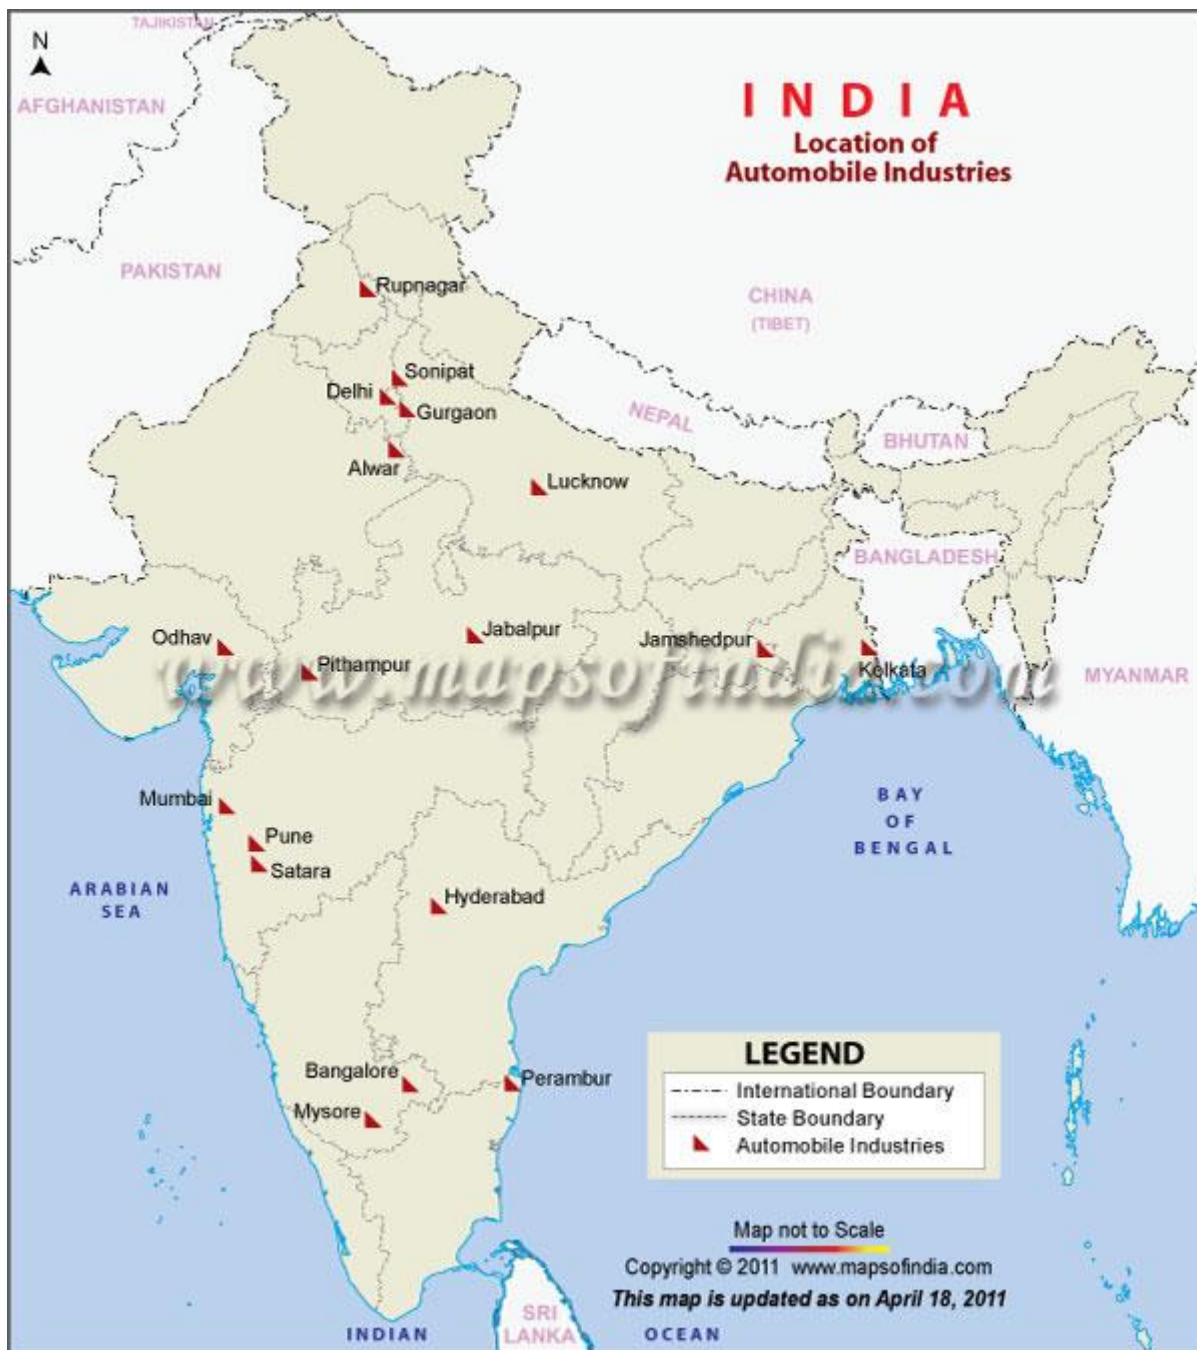 TAJIKISTAN
N
AFGHANISTAN
I N D I A
Location of
Automobile Industries
PAKISTAN
Rupnagar
CHINA
(TIBET)
Sonipat
Delhi
Gurgaon
NEPAL
BHUTAN
Alwar
Lucknow
BANGLADESH
Odhav
Jabalpur
Jamshedpur
Pithampur
Kolkata
www.mapsofindia.com
MYANMAR
Mumbai
BAY
OF
BENGAL
Pune
Satara
ARABIAN
SEA
Hyderabad
LEGEND
International Boundary
State Boundary
Automobile Industries
Bangalore
Perambur
Mysore
Map not to Scale
Copyright © 2011 www.mapsofindia.com
This map is updated as on April 18, 2011
SRI
LANKA
INDIAN
OCEAN